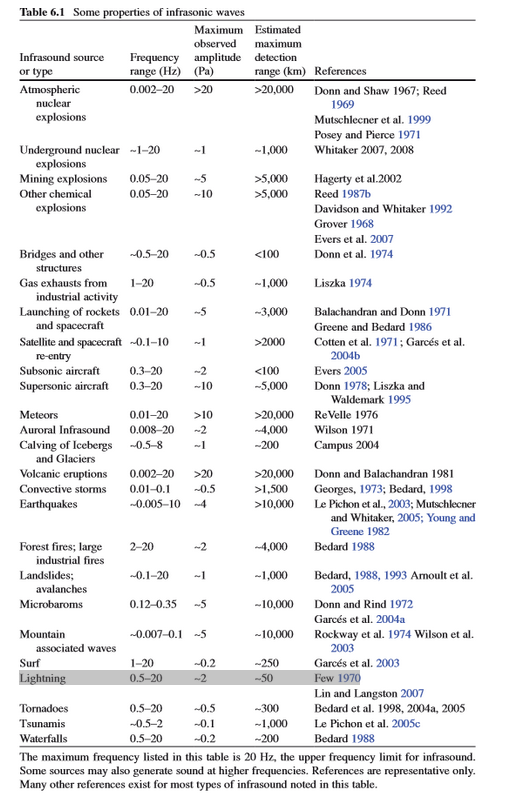 Table 6.1 Some properties of infrasonic waves
Infrasound source or type Frequency range (Hz) Maximum observed amplitude (Pa) Estimated maximum detection range (km) References
Atmospheric nuclear explosions 0.002–20 >20 >20,000 Donn and Shaw 1967; Reed 1969
Mutschlecner et al. 1999
Posey and Pierce 1971
Underground nuclear explosions ~1–20 ~1 ~1,000 Whitaker 2007, 2008
Mining explosions 0.05–20 ~5 >5,000 Hagerty et al.2002
Other chemical explosions 0.05–20 ~10 >5,000 Reed 1987b
Davidson and Whitaker 1992
Grover 1968
Evers et al. 2007
Bridges and other structures ~0.5–20 ~0.5 <100 Donn et al. 1974
Gas exhausts from industrial activity 1–20 ~0.5 ~1,000 Liszka 1974
Launching of rockets and spacecraft 0.01–20 ~5 ~3,000 Balachandran and Donn 1971
Greene and Bedard 1986
Satellite and spacecraft re-entry ~0.1–10 ~1 >2000 Cotten et al. 1971; Garcés et al. 2004b
Subsonic aircraft 0.3–20 ~2 <100 Evers 2005
Supersonic aircraft 0.3–20 ~10 ~5,000 Donn 1978; Liszka and Waldemark 1995
Meteors 0.01–20 >10 >20,000 ReVelle 1976
Auroral Infrasound 0.008–20 ~2 ~4,000 Wilson 1971
Calving of Icebergs and Glaciers ~0.5–8 ~1 ~200 Campus 2004
Volcanic eruptions 0.002–20 >20 >20,000 Donn and Balachandran 1981
Convective storms 0.01–0.1 ~0.5 >1,500 Georges, 1973; Bedard, 1998
Earthquakes ~0.005–10 ~4 >10,000 Le Pichon et al., 2003; Mutschlecner and Whitaker, 2005; Young and Greene 1982
Forest fires; large industrial fires 2–20 ~2 ~4,000 Bedard 1988
Landslides; avalanches ~0.1–20 ~1 ~1,000 Bedard, 1988, 1993 Arnoult et al. 2005
Microbaroms 0.12–0.35 ~5 ~10,000 Donn and Rind 1972
Garcés et al. 2004a
Mountain associated waves ~0.007–0.1 ~5 ~10,000 Rockway et al. 1974 Wilson et al. 2003
Surf 1–20 ~0.2 ~250 Garcés et al. 2003
Lightning 0.5–20 ~2 ~50 Few 1970
Lin and Langston 2007
Tornadoes 0.5–20 ~0.5 ~300 Bedard et al. 1998, 2004a, 2005
Tsunamis ~0.5–2 ~0.1 ~1,000 Le Pichon et al. 2005c
Waterfalls 0.5–20 ~0.2 ~200 Bedard 1988
The maximum frequency listed in this table is 20 Hz, the upper frequency limit for infrasound.
Some sources may also generate sound at higher frequencies. References are representative only.
Many other references exist for most types of infrasound noted in this table.